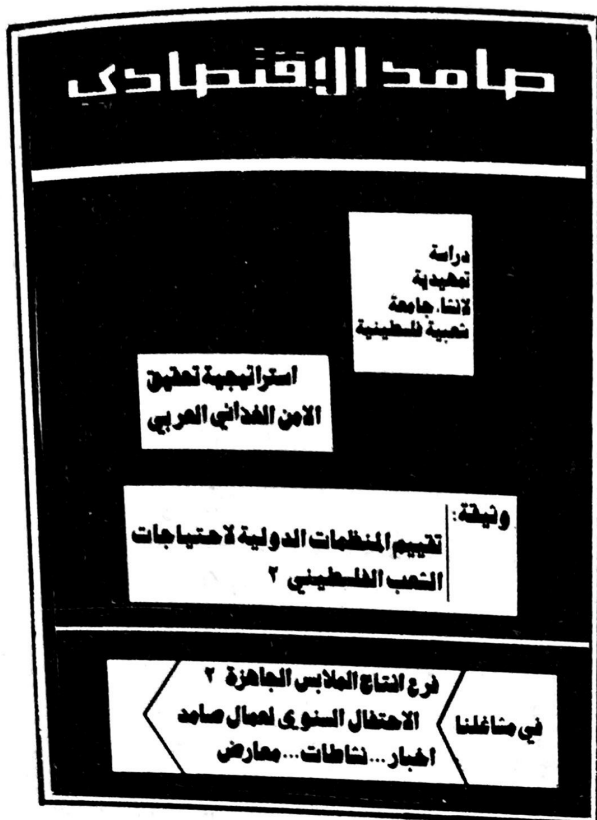 صامد الاقتصادي
دراسة
تمهيدية
لانشاء جامعة
شعبية فلسطينية
استراتيجية تحقيق
الامن الغذائي العربي
وثيقة:
تقييم المنظمات الدولية لاحتياجات
الشعب الفلسطيني ٢
في مشاغلنا
فرع انتاج الملابس الجاهزة ٢
الاحتفال السنوي لعمال صامد
اخبار... نشاطات... معارض